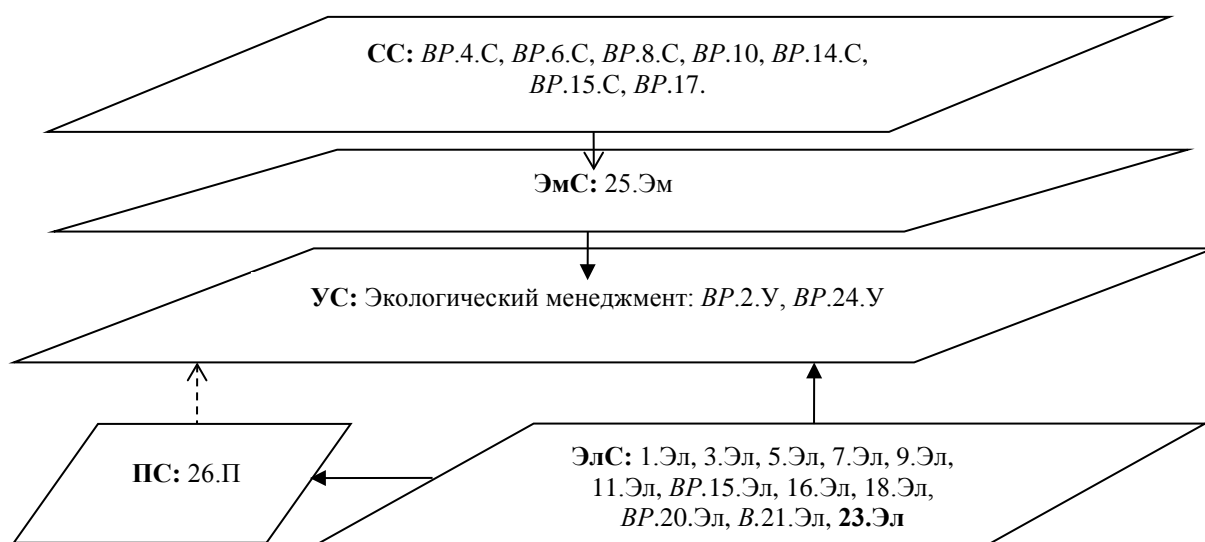 СС: ВР.4.С, ВР.6.С, ВР.8.С, ВР.10, ВР.14.С,
ВР.15.С, ВР.17.
ЭмС: 25.Эм
УС: Экологический менеджмент: ВР.2.У, ВР.24.У
ПС: 26.П
ЭлС: 1.Эл, 3.Эл, 5.Эл, 7.Эл, 9.Эл,
11.Эл, ВР.15.Эл, 16.Эл, 18.Эл,
ВР.20.Эл, В.21.Эл, 23.Эл